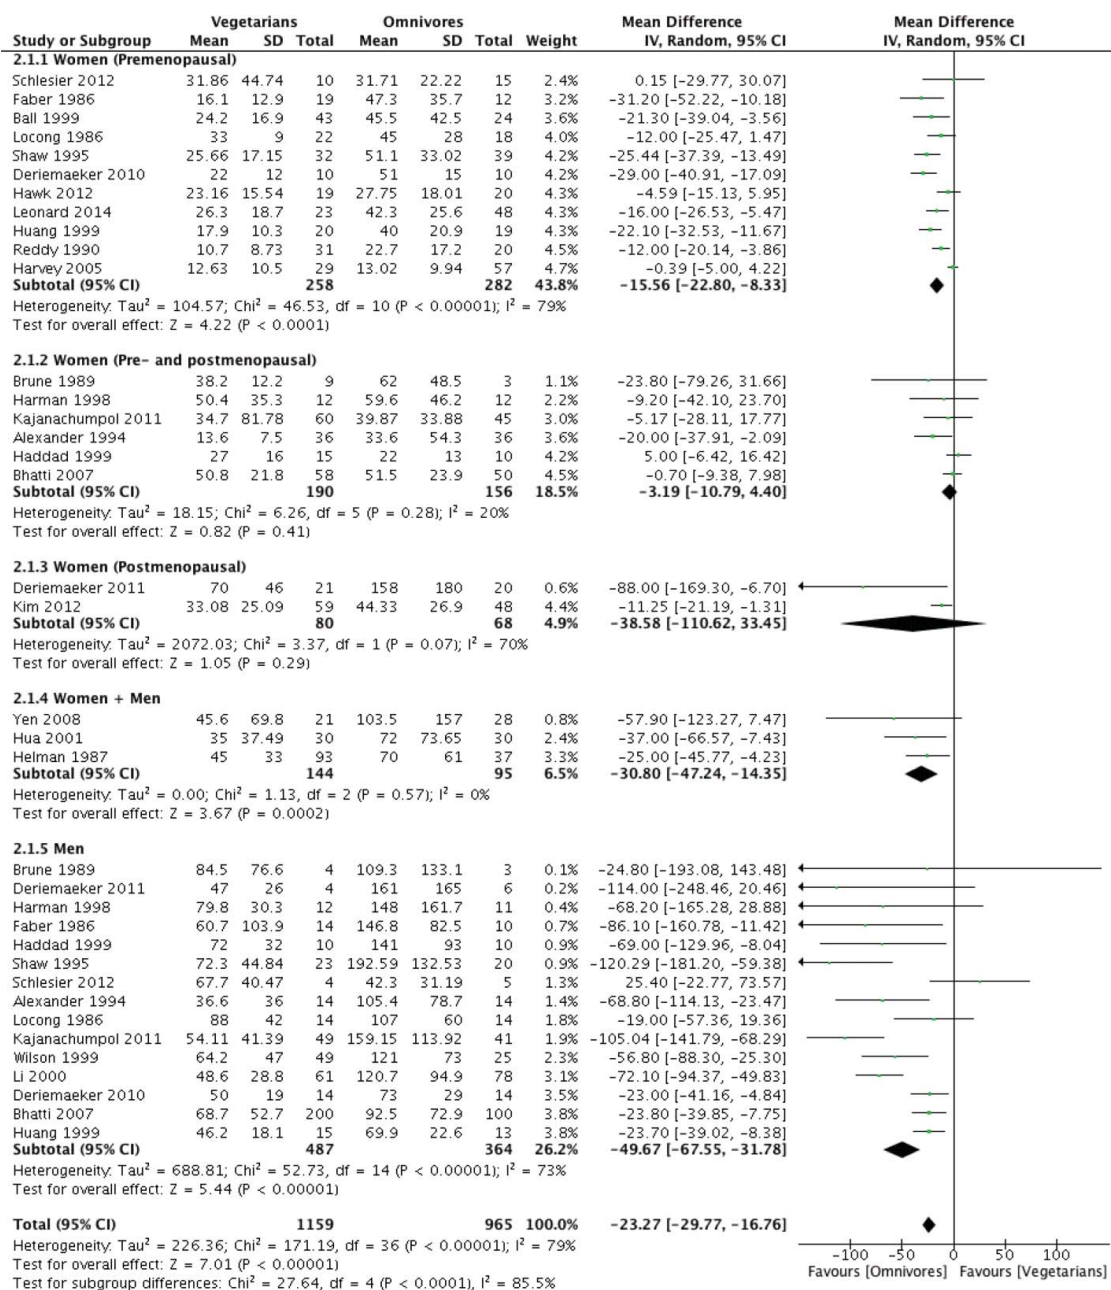 Vegetarians Omnivores Mean Difference Mean Difference
Study or Subgroup Mean SD Total Mean SD Total Weight IV, Random, 95% CI IV, Random, 95% CI
2.1.1 Women (Premenopausal)
Schlesier 2012 31.86 44.74 10 31.71 22.22 15 2.4% 0.15 [-29.77, 30.07]
Faber 1986 16.1 12.9 19 47.3 35.7 12 3.2% -31.20 [-52.22, -10.18]
Ball 1999 24.2 16.9 43 45.5 42.5 24 3.6% -21.30 [-39.04, -3.56]
Locong 1986 33 9 22 45 28 18 4.0% -12.00 [-25.47, 1.47]
Shaw 1995 25.66 17.15 32 51.1 33.02 39 4.2% -25.44 [-37.39, -13.49]
Deriemaeker 2010 22 12 10 51 15 10 4.2% -29.00 [-40.91, -17.09]
Hawk 2012 23.16 15.54 19 27.75 18.01 20 4.3% -4.59 [-15.13, 5.95]
Leonard 2014 26.3 18.7 23 42.3 25.6 48 4.3% -16.00 [-26.53, -5.47]
Huang 1999 17.9 10.3 20 40 20.9 19 4.3% -22.10 [-32.53, -11.67]
Reddy 1990 10.7 8.73 31 22.7 17.2 20 4.5% -12.00 [-20.14, -3.86]
Harvey 2005 12.63 10.5 29 13.02 9.94 57 4.7% -0.39 [-5.00, 4.22]
Subtotal (95% CI) 258 282 43.8% -15.56 [-22.80, -8.33]
Heterogeneity: Tau² = 104.57; Chi² = 46.53, df = 10 (P < 0.00001); I² = 79%
Test for overall effect: Z = 4.22 (P < 0.0001)
2.1.2 Women (Pre- and postmenopausal)
Brune 1989 38.2 12.2 9 62 48.5 3 1.1% -23.80 [-79.26, 31.66]
Harman 1998 50.4 35.3 12 59.6 46.2 12 2.2% -9.20 [-42.10, 23.70]
Kajanachumpol 2011 34.7 81.78 60 39.87 33.88 45 3.0% -5.17 [-28.11, 17.77]
Alexander 1994 13.6 7.5 36 33.6 54.3 36 3.6% -20.00 [-37.91, -2.09]
Haddad 1999 27 16 15 22 13 10 4.2% 5.00 [-6.42, 16.42]
Bhatti 2007 50.8 21.8 58 51.5 23.9 50 4.5% -0.70 [-9.38, 7.98]
Subtotal (95% CI) 190 156 18.5% -3.19 [-10.79, 4.40]
Heterogeneity: Tau² = 18.15; Chi² = 6.26, df = 5 (P = 0.28); I² = 20%
Test for overall effect: Z = 0.82 (P = 0.41)
2.1.3 Women (Postmenopausal)
Deriemaeker 2011 70 46 21 158 180 20 0.6% -88.00 [-169.30, -6.70]
Kim 2012 33.08 25.09 59 44.33 26.9 48 4.4% -11.25 [-21.19, -1.31]
Subtotal (95% CI) 80 68 4.9% -38.58 [-110.62, 33.45]
Heterogeneity: Tau² = 2072.03; Chi² = 3.37, df = 1 (P = 0.07); I² = 70%
Test for overall effect: Z = 1.05 (P = 0.29)
2.1.4 Women + Men
Yen 2008 45.6 69.8 21 103.5 157 28 0.8% -57.90 [-123.27, 7.47]
Hua 2001 35 37.49 30 72 73.65 30 2.4% -37.00 [-66.57, -7.43]
Helman 1987 45 33 93 70 61 37 3.3% -25.00 [-45.77, -4.23]
Subtotal (95% CI) 144 95 6.5% -30.80 [-47.24, -14.35]
Heterogeneity: Tau² = 0.00; Chi² = 1.13, df = 2 (P = 0.57); I² = 0%
Test for overall effect: Z = 3.67 (P = 0.0002)
2.1.5 Men
Brune 1989 84.5 76.6 4 109.3 133.1 3 0.1% -24.80 [-193.08, 143.48]
Deriemaeker 2011 47 26 4 161 165 6 0.2% -114.00 [-248.46, 20.46]
Harman 1998 79.8 30.3 12 148 161.7 11 0.4% -68.20 [-165.28, 28.88]
Faber 1986 60.7 103.9 14 146.8 82.5 10 0.7% -86.10 [-160.78, -11.42]
Haddad 1999 72 32 10 141 93 10 0.9% -69.00 [-129.96, -8.04]
Shaw 1995 72.3 44.84 23 192.59 132.53 20 0.9% -120.29 [-181.20, -59.38]
Schlesier 2012 67.7 40.47 4 42.3 31.19 5 1.3% 25.40 [-22.77, 73.57]
Alexander 1994 36.6 36 14 105.4 78.7 14 1.4% -68.80 [-114.13, -23.47]
Locong 1986 88 42 14 107 60 14 1.8% -19.00 [-57.36, 19.36]
Kajanachumpol 2011 54.11 41.39 49 159.15 113.92 41 1.9% -105.04 [-141.79, -68.29]
Wilson 1999 64.2 47 49 121 73 25 2.3% -56.80 [-88.30, -25.30]
Li 2000 48.6 28.8 61 120.7 94.9 78 3.1% -72.10 [-94.37, -49.83]
Deriemaeker 2010 50 19 14 73 29 14 3.5% -23.00 [-41.16, -4.84]
Bhatti 2007 68.7 52.7 200 92.5 72.9 100 3.8% -23.80 [-39.85, -7.75]
Huang 1999 46.2 18.1 15 69.9 22.6 13 3.8% -23.70 [-39.02, -8.38]
Subtotal (95% CI) 487 364 26.2% -49.67 [-67.55, -31.78]
Heterogeneity: Tau² = 688.81; Chi² = 52.73, df = 14 (P < 0.00001); I² = 73%
Test for overall effect: Z = 5.44 (P < 0.00001)
Total (95% CI) 1159 965 100.0% -23.27 [-29.77, -16.76]
Heterogeneity: Tau² = 226.36; Chi² = 171.19, df = 36 (P < 0.00001); I² = 79%
Test for overall effect: Z = 7.01 (P < 0.00001)
Test for subgroup differences: Chi² = 27.64, df = 4 (P < 0.0001), I² = 85.5%
-100 -50 0 50 100
Favours [Omnivores] Favours [Vegetarians]